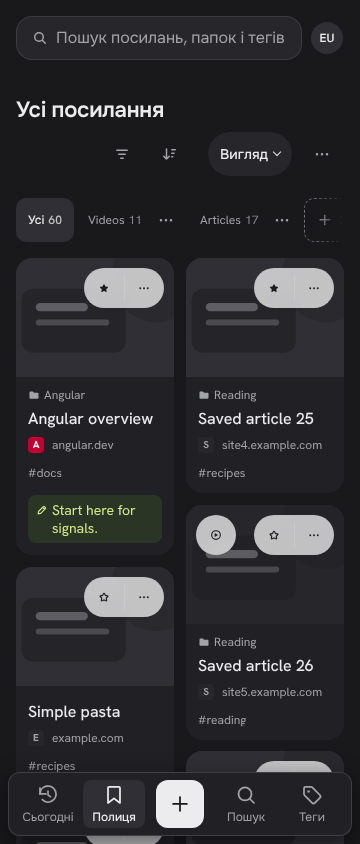 Пошук посилань, папок і тегів
EU
Усі посилання
Вигляд
Усі 60
Videos 11
Articles 17
Angular
Angular overview
A angular.dev
#docs
Start here for
signals.
Reading
Saved article 25
S site4.example.com
#recipes
Simple pasta
E example.com
#recipes
Reading
Saved article 26
S site5.example.com
#reading
Сьогодні
Полиця
Пошук
Теги